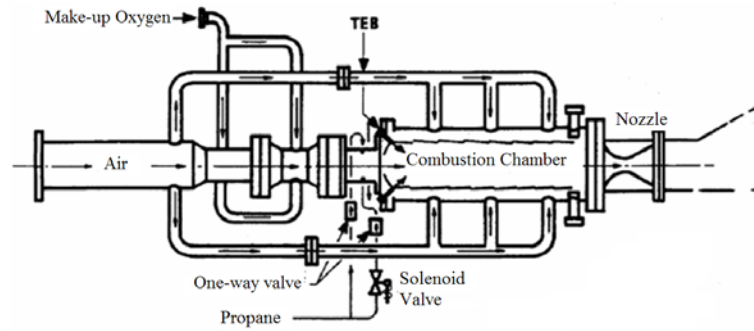 Make-up Oxygen
TEB
Nozzle
Air
Combustion Chamber
One-way valve
Solenoid
Valve
Propane